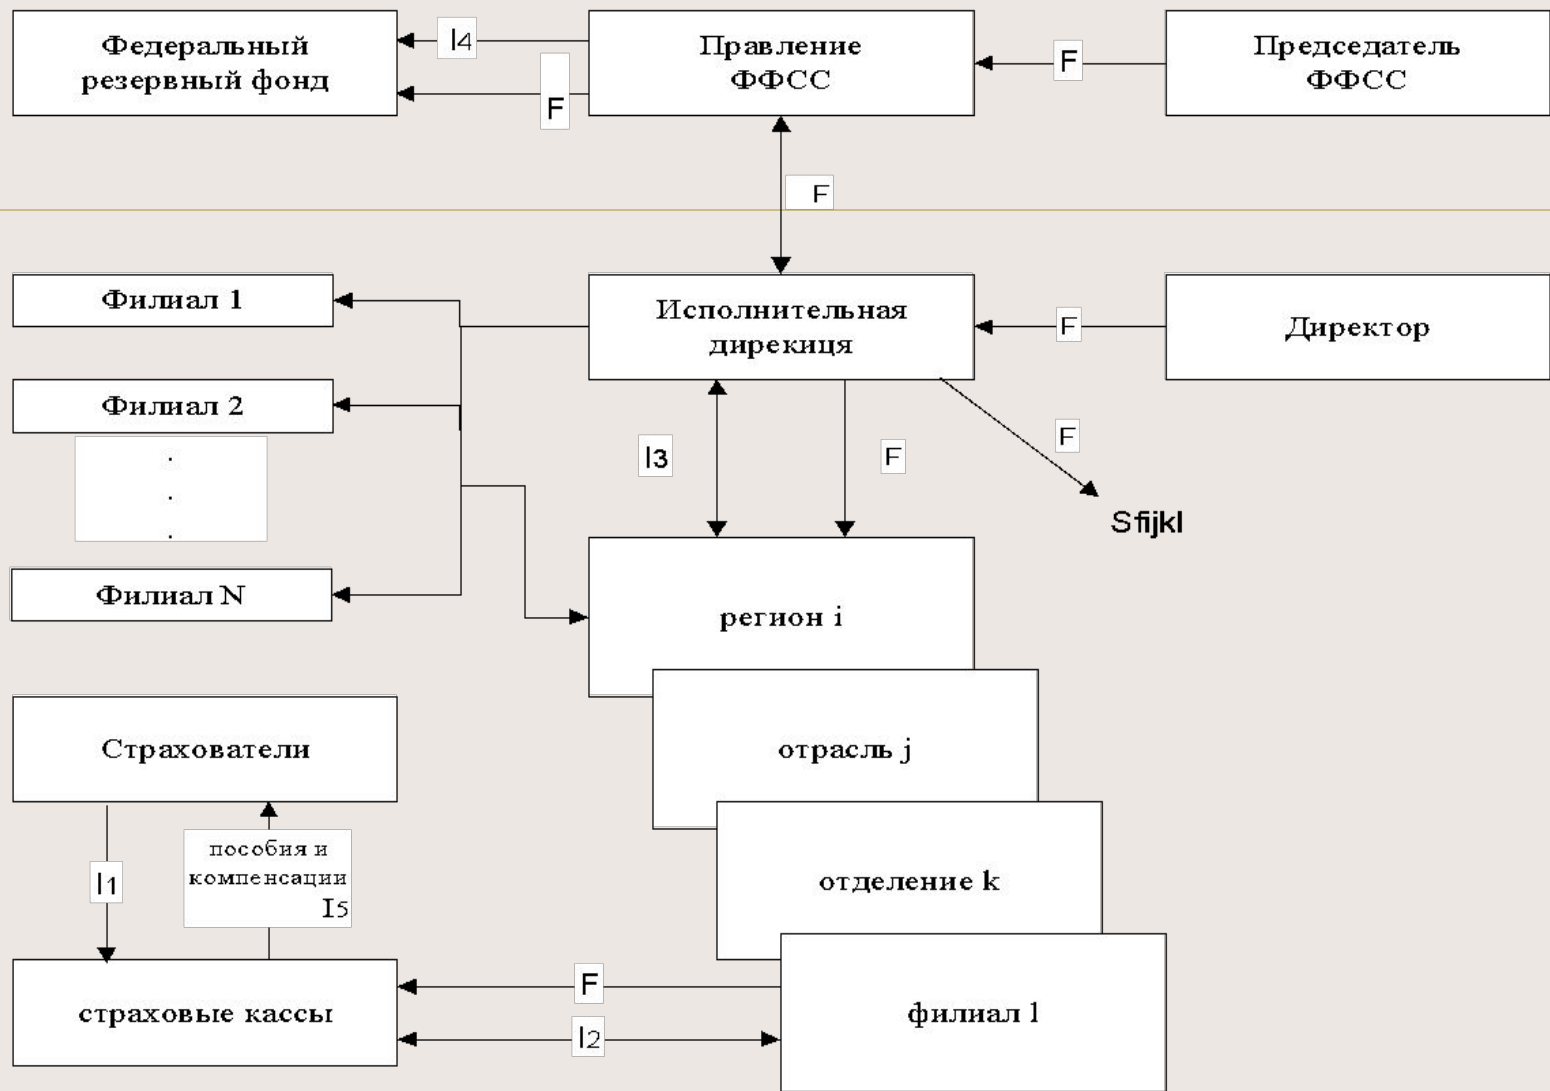 Федеральный
резервный фонд
I4
F
Правление
ФФСС
F
Председатель
ФФСС
F
Филиал 1
Исполнительная
дирекиця
F
Директор
Филиал 2
.
.
.
I3
F
F
Sfijkl
Филиал N
регион i
Страхователи
отрасль j
I1
пособия и
компенсации
I5
отделение k
страховые кассы
F
I2
филиал l